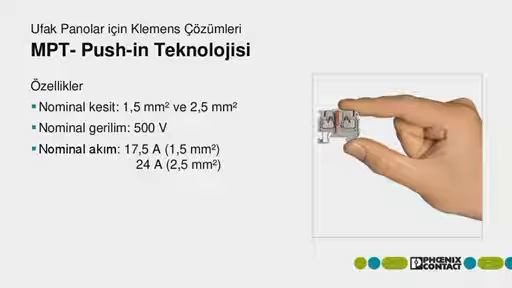 Ufak Panolar için Klemens Çözümleri
MPT- Push-in Teknolojisi
Özellikler
▪ Nominal kesit: 1,5 mm² ve 2,5 mm²
▪ Nominal gerilim: 500 V
▪ Nominal akım: 17,5 A (1,5 mm²)
24 A (2,5 mm²)
PHŒNIX
CONTACT